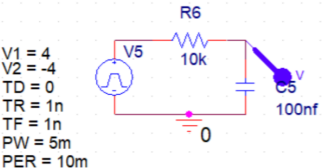 R6
V5
10k
V1 = 4
V2 = -4
TD = 0
TR = 1n
TF = 1n
PW = 5m
PER = 10m
V
C5
100nf
0